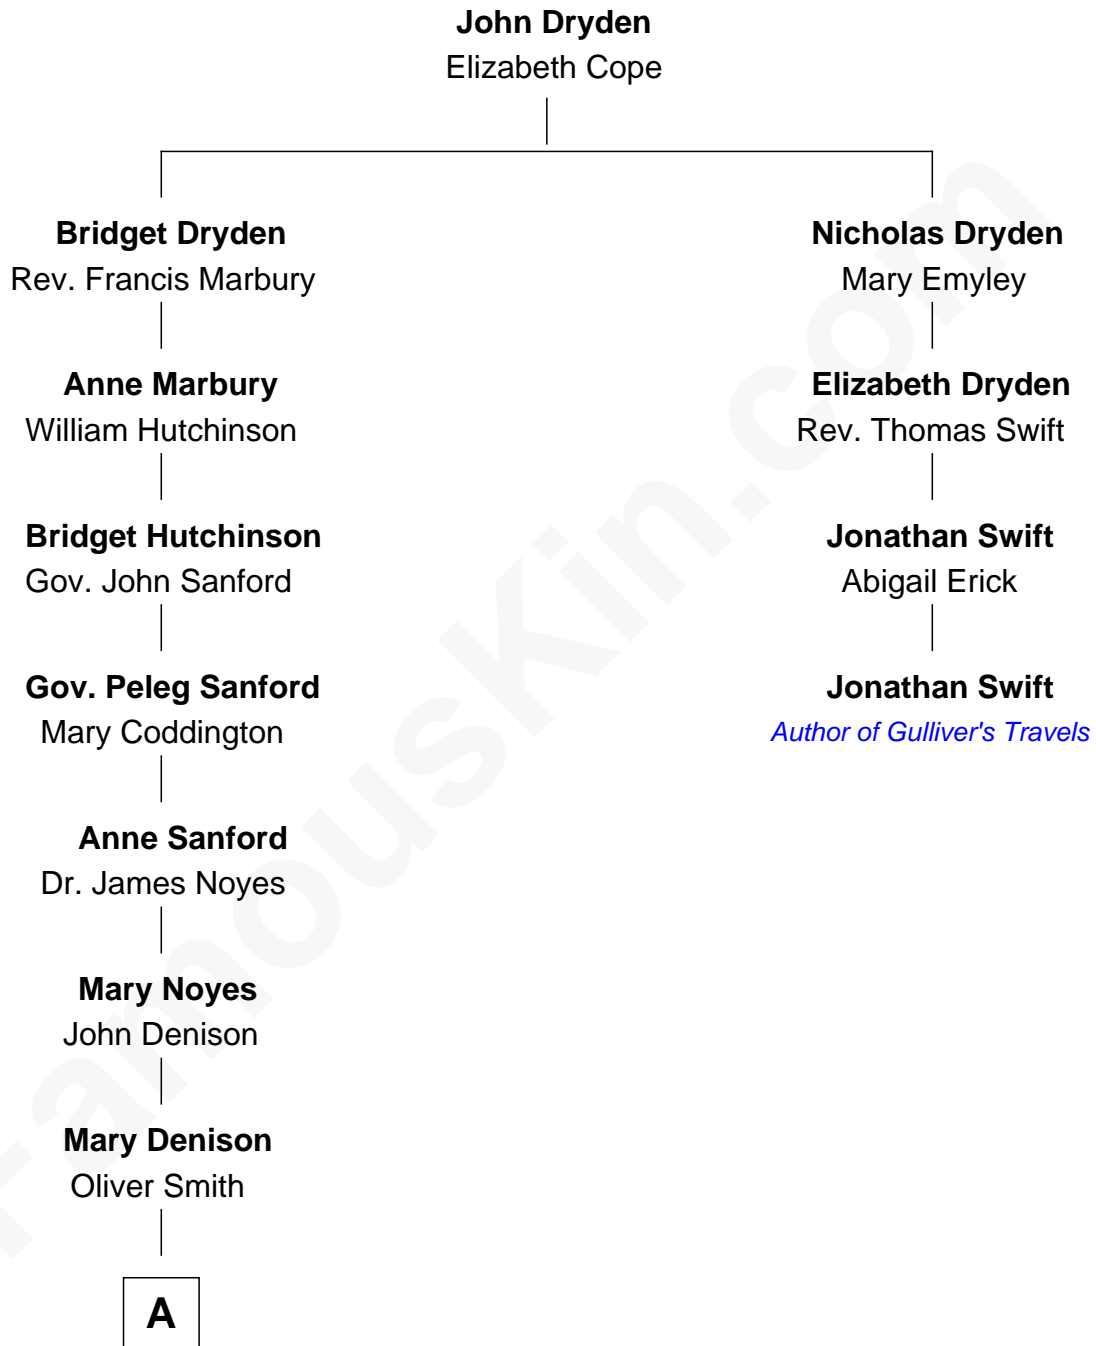 John Dryden
Elizabeth Cope
Bridget Dryden
Rev. Francis Marbury
Nicholas Dryden
Mary Emyley
Anne Marbury
William Hutchinson
Elizabeth Dryden
Rev. Thomas Swift
Bridget Hutchinson
Gov. John Sanford
Jonathan Swift
Abigail Erick
Gov. Peleg Sanford
Mary Coddington
Jonathan Swift
Author of Gulliver's Travels
Anne Sanford
Dr. James Noyes
Mary Noyes
John Denison
Mary Denison
Oliver Smith
A
FamousKin.com